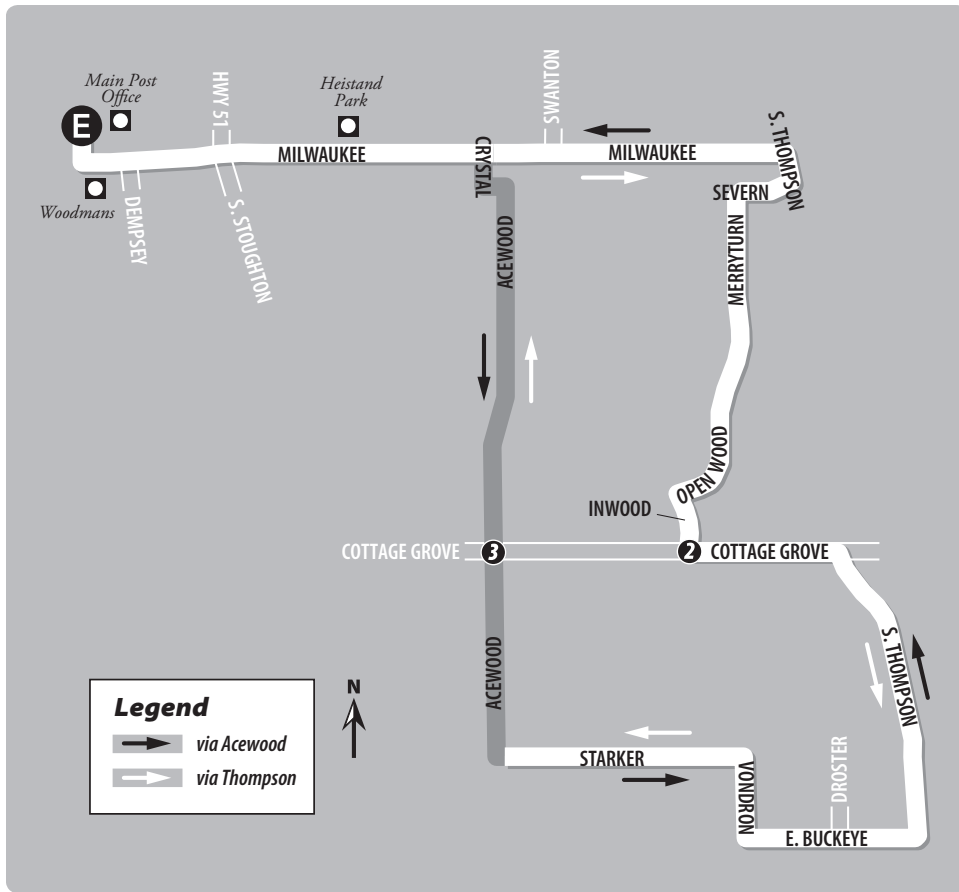 Main Post
Office
E
HWY 51
Heistand
Park
SWANTON
S. THOMPSON
MILWAUKEE
CRYSTAL
MILWAUKEE
SEVERN
Woodmans
DEMPSEY
S. STOUGHTON
ACEWOOD
MERRYTURN
OPEN WOOD
INWOOD
COTTAGE GROVE
3
2
COTTAGE GROVE
S. THOMPSON
ACEWOOD
N
Legend
via Acewood
via Thompson
STARKER
VONDRON
DROSTER
E. BUCKEYE